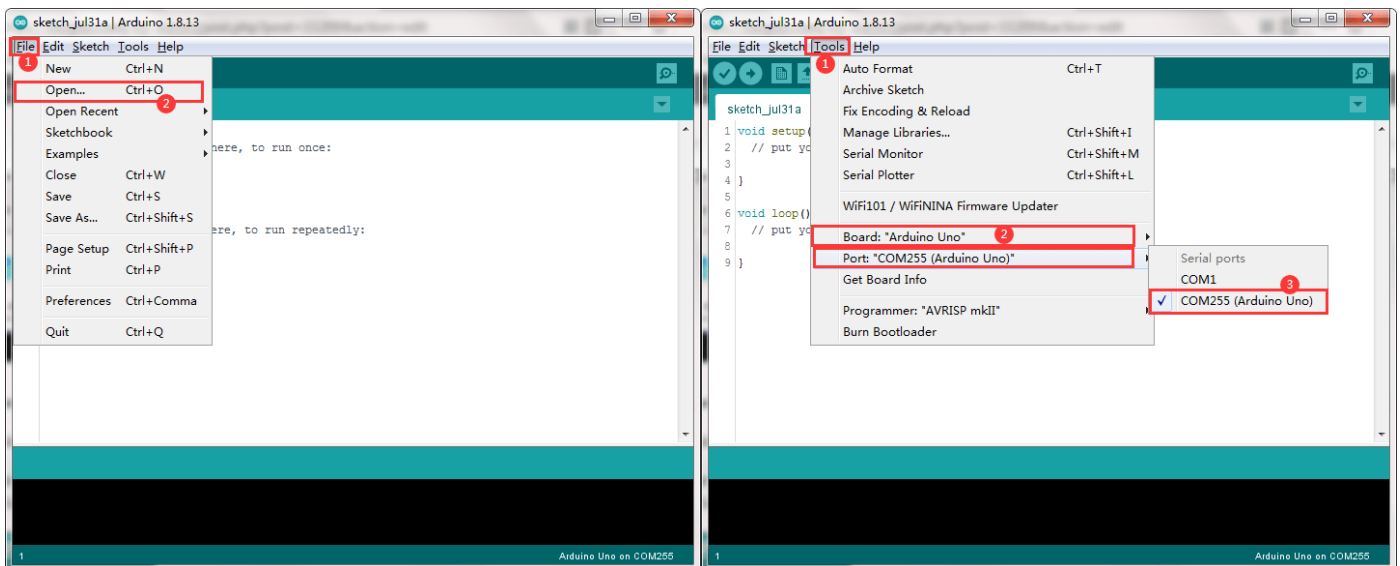 sketch_jul31a | Arduino 1.8.13
File Edit Sketch Tools Help
1
New Ctrl+N
Open... Ctrl+O
2
Open Recent
Sketchbook
Examples
Close Ctrl+W
Save Ctrl+S
Save As... Ctrl+Shift+S
Page Setup Ctrl+Shift+P
Print Ctrl+P
Preferences Ctrl+Comma
Quit Ctrl+Q
here, to run once:
ere, to run repeatedly:
1 Arduino Uno on COM255
sketch_jul31a | Arduino 1.8.13
File Edit Sketch Tools Help
1
sketch_jul31a
1 void setup(
2 // put yo
3
4 }
5
6 void loop()
7 // put yo
8
9 }
Auto Format Ctrl+T
Archive Sketch
Fix Encoding & Reload
Manage Libraries... Ctrl+Shift+I
Serial Monitor Ctrl+Shift+M
Serial Plotter Ctrl+Shift+L
WiFi101 / WiFiNINA Firmware Updater
Board: "Arduino Uno"
2
Port: "COM255 (Arduino Uno)"
Get Board Info
Programmer: "AVRISP mkII"
Burn Bootloader
Serial ports
COM1
3
COM255 (Arduino Uno)
1 Arduino Uno on COM255